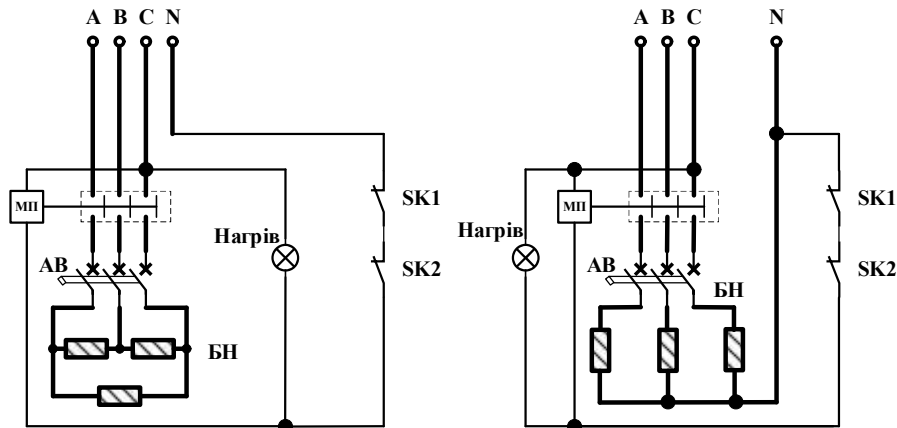 A B C N
МП
SK1
Нагрів
SK2
АВ
БН
A B C N
МП
SK1
Нагрів
SK2
АВ
БН